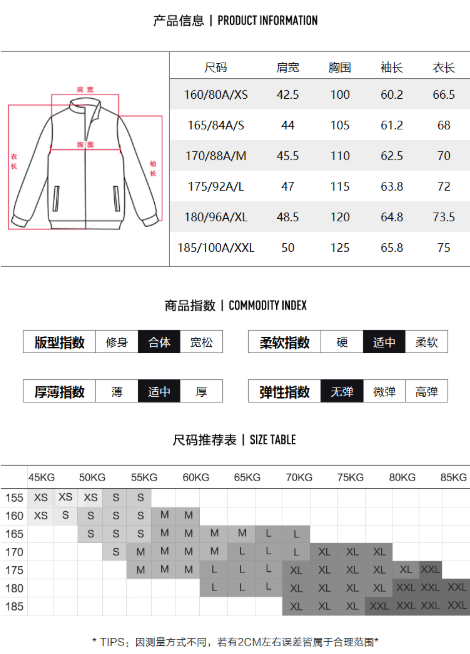 产品信息 | PRODUCT INFORMATION
尺码 肩宽 胸围 袖长 衣长
160/80A/XS 42.5 100 60.2 66.5
165/84A/S 44 105 61.2 68
170/88A/M 45.5 110 62.5 70
175/92A/L 47 115 63.8 72
180/96A/XL 48.5 120 64.8 73.5
185/100A/XXL 50 125 65.8 75
肩宽
胸围
衣长
袖长
商品指数 | COMMODITY INDEX
版型指数 修身 合体 宽松
柔软指数 硬 适中 柔软
厚薄指数 薄 适中 厚
弹性指数 无弹 微弹 高弹
尺码推荐表 | SIZE TABLE
45KG 50KG 55KG 60KG 65KG 70KG 75KG 80KG 85KG
155 XS XS XS S S
160 XS S S S S M M
165 S S S M M M M L L
170 S M M M M L L L XL XL XL
175 M M M L L L XL XL XL XL XXL
180 L L L XL XL XL XL XXL XXL XXL
185 XL XL XL XXL XXL XXL XXL
* TIPS：因测量方式不同，若有2CM左右误差皆属于合理范围*